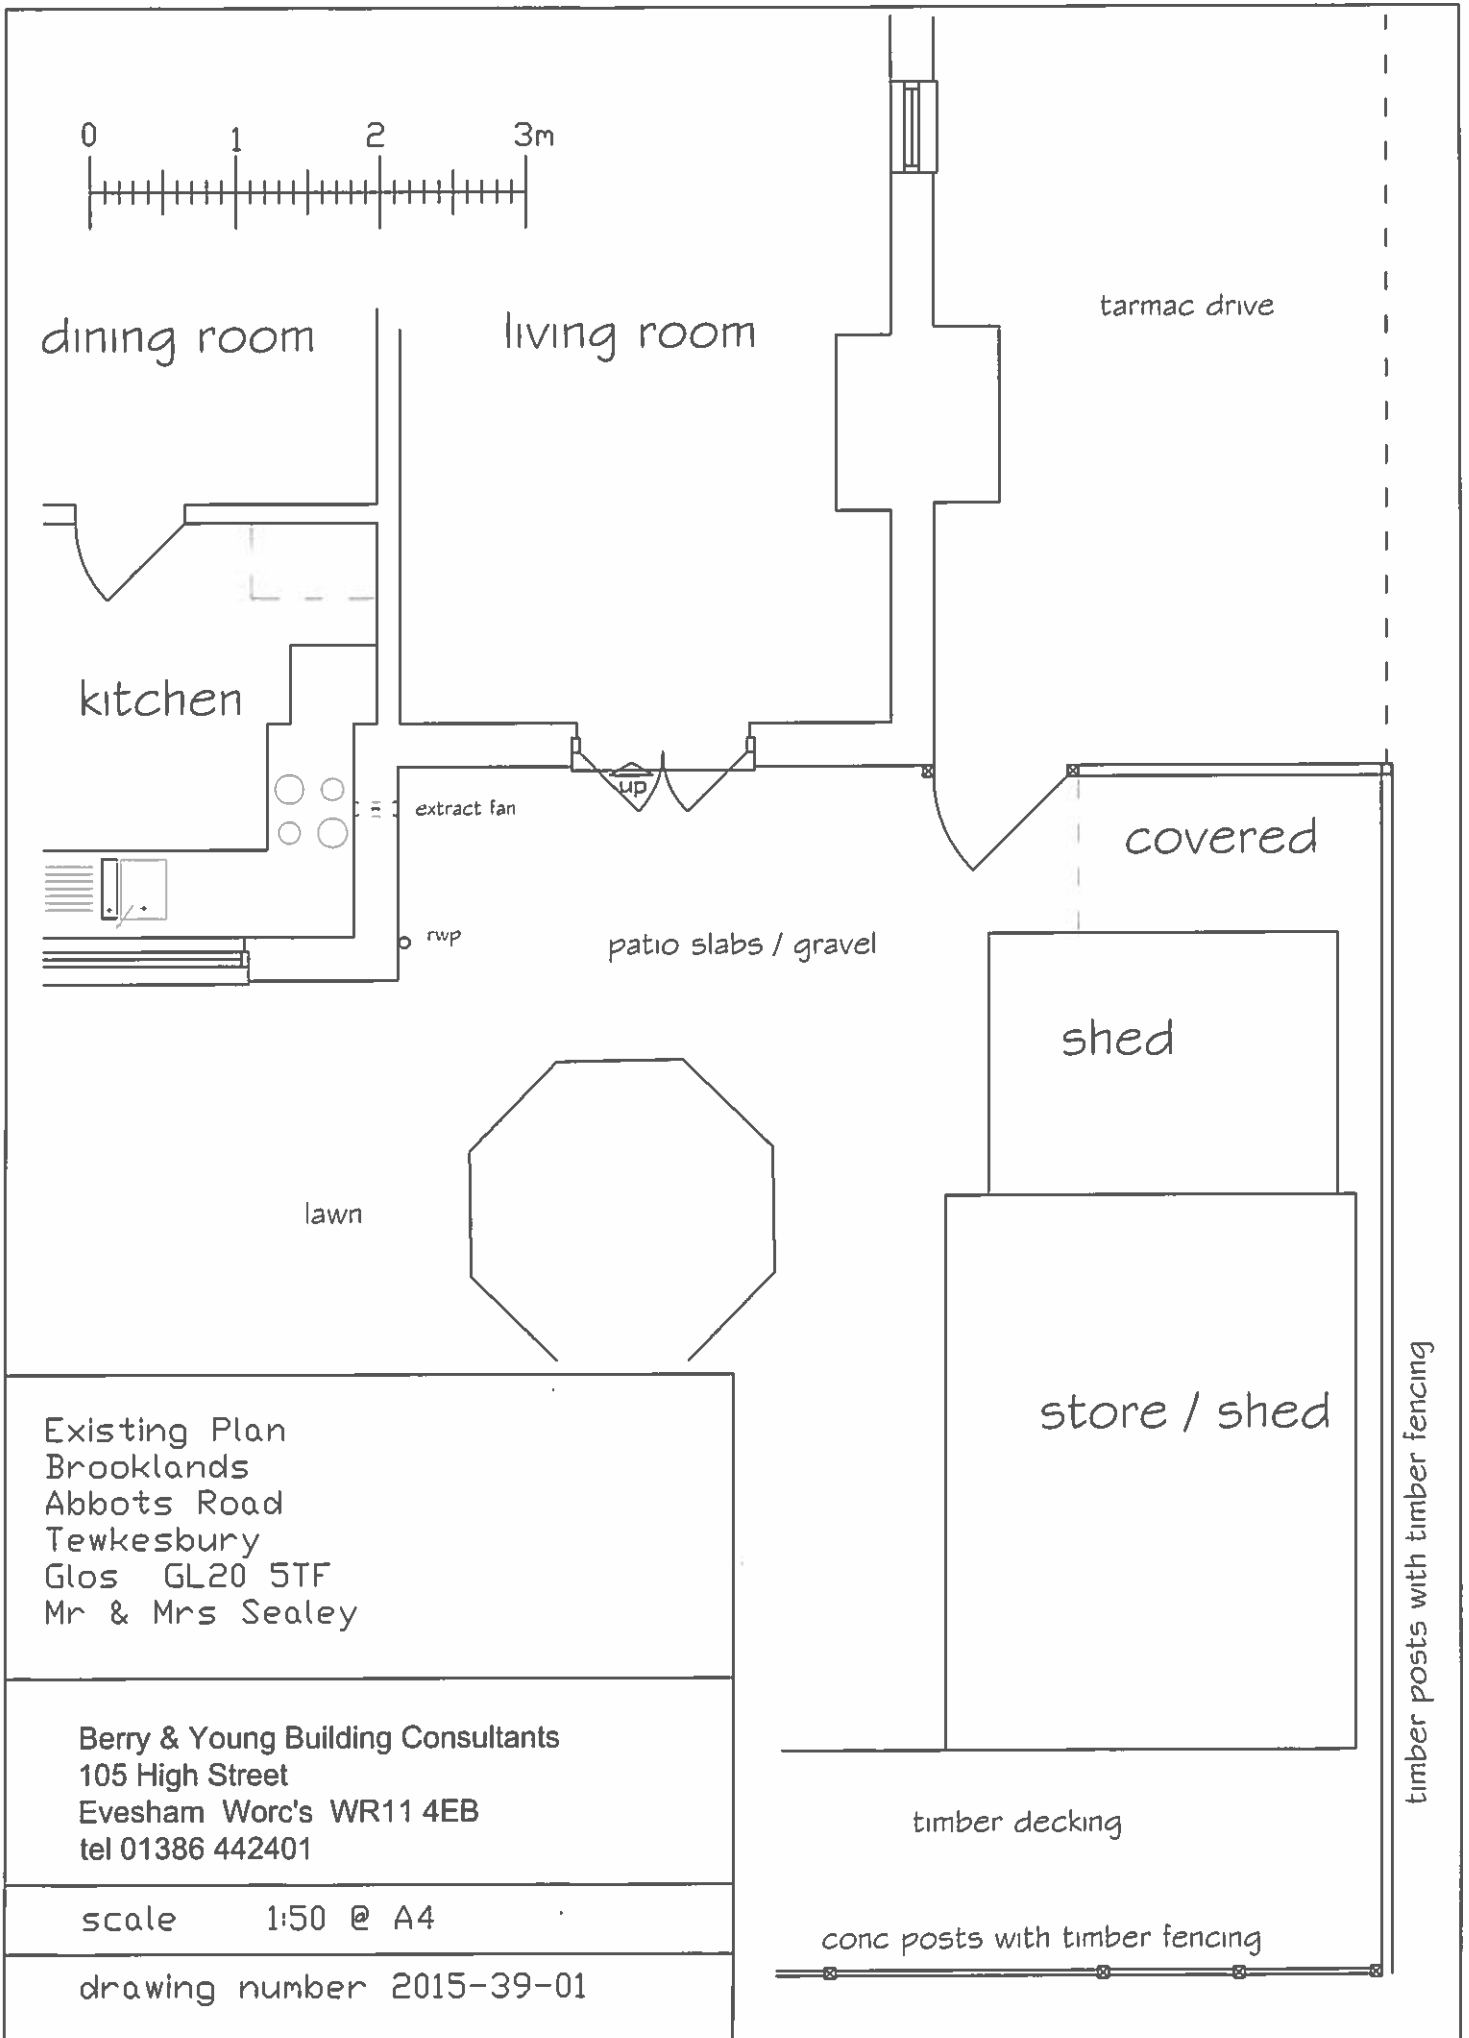 0 1 2 3m
dining room
living room
tarmac drive
kitchen
up
extract fan
covered
rwp
patio slabs / gravel
shed
lawn
store / shed
timber posts with timber fencing
timber decking
conc posts with timber fencing
Existing Plan
Brooklands
Abbots Road
Tewkesbury
Glos GL20 5TF
Mr & Mrs Sealey
Berry & Young Building Consultants
105 High Street
Evesham Worc's WR11 4EB
tel 01386 442401
scale 1:50 @ A4
drawing number 2015-39-01